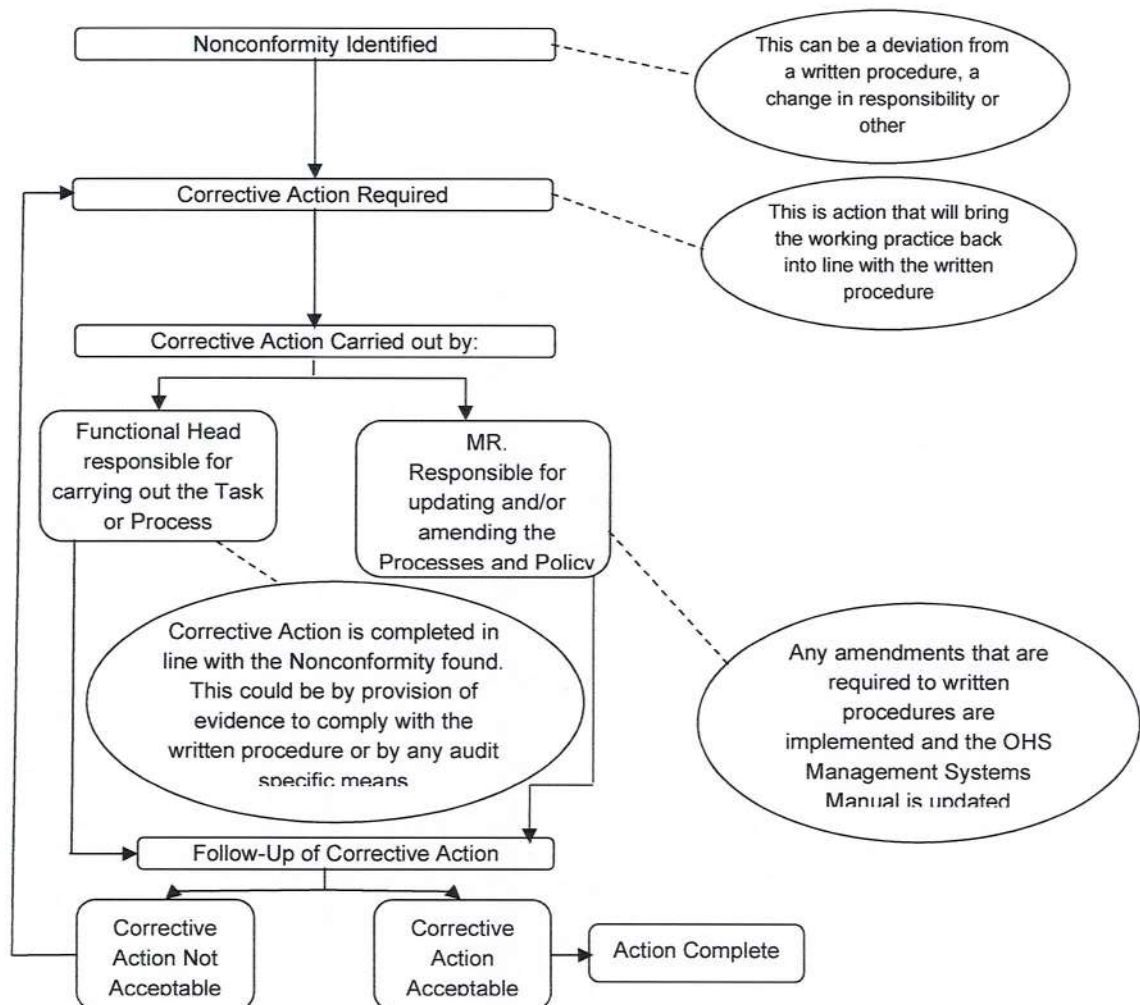 Nonconformity Identified
This can be a deviation from
a written procedure, a
change in responsibility or
other
Corrective Action Required
This is action that will bring
the working practice back
into line with the written
procedure
Corrective Action Carried out by:
Functional Head
responsible for
carrying out the Task
or Process
MR.
Responsible for
updating and/or
amending the
Processes and Policy
Corrective Action is completed in
line with the Nonconformity found.
This could be by provision of
evidence to comply with the
written procedure or by any audit
specific means
Any amendments that are
required to written
procedures are
implemented and the OHS
Management Systems
Manual is updated
Follow-Up of Corrective Action
Corrective
Action Not
Acceptable
Corrective
Action
Acceptable
Action Complete